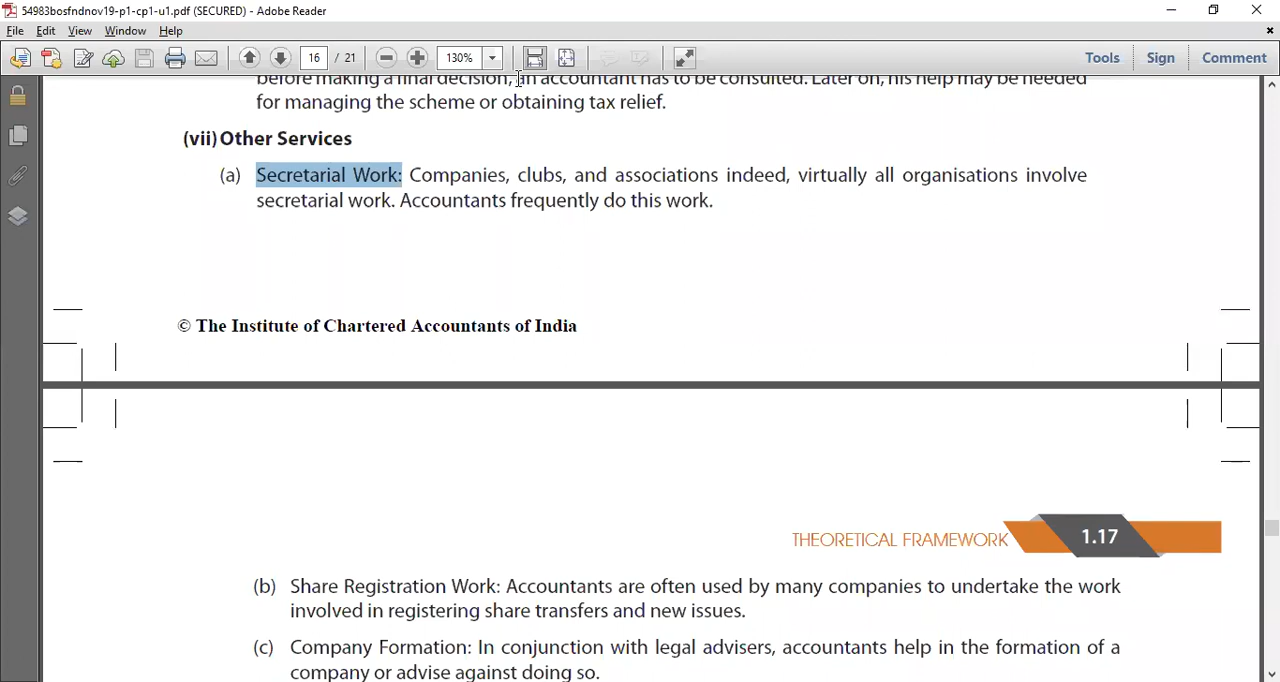 54983bosfndnov19-p1-cp1-u1.pdf (SECURED) - Adobe Reader
File Edit View Window Help
16 / 21 130% Tools Sign Comment
before making a final decision, an accountant has to be consulted. Later on, his help may be needed
for managing the scheme or obtaining tax relief.
(vii) Other Services
(a) Secretarial Work: Companies, clubs, and associations indeed, virtually all organisations involve
secretarial work. Accountants frequently do this work.
© The Institute of Chartered Accountants of India
THEORETICAL FRAMEWORK 1.17
(b) Share Registration Work: Accountants are often used by many companies to undertake the work
involved in registering share transfers and new issues.
(c) Company Formation: In conjunction with legal advisers, accountants help in the formation of a
company or advise against doing so.